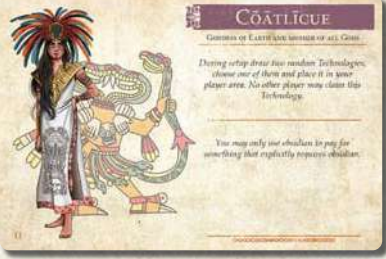 CŌĀTLĪCUE
GODDESS OF EARTH AND MOTHER OF ALL GODS
During setup draw two random Technologies,
choose one of them and place it in your
player area. No other player may claim this
Technology.
You may only use obsidian to pay for
something that explicitly requires obsidian.
11